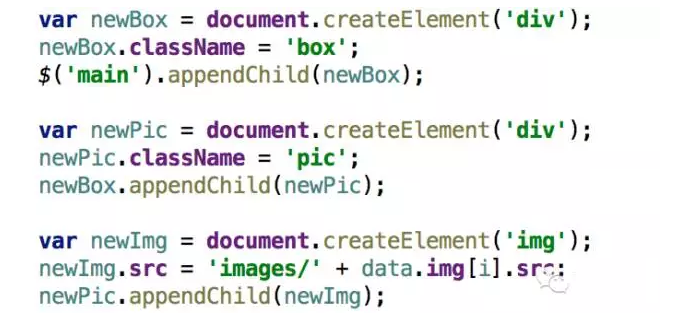 var newBox = document.createElement('div');
newBox.className = 'box';
$('main').appendChild(newBox);
var newPic = document.createElement('div');
newPic.className = 'pic';
newBox.appendChild(newPic);
var newImg = document.createElement('img');
newImg.src = 'images/' + data.img[i].src;
newPic.appendChild(newImg);